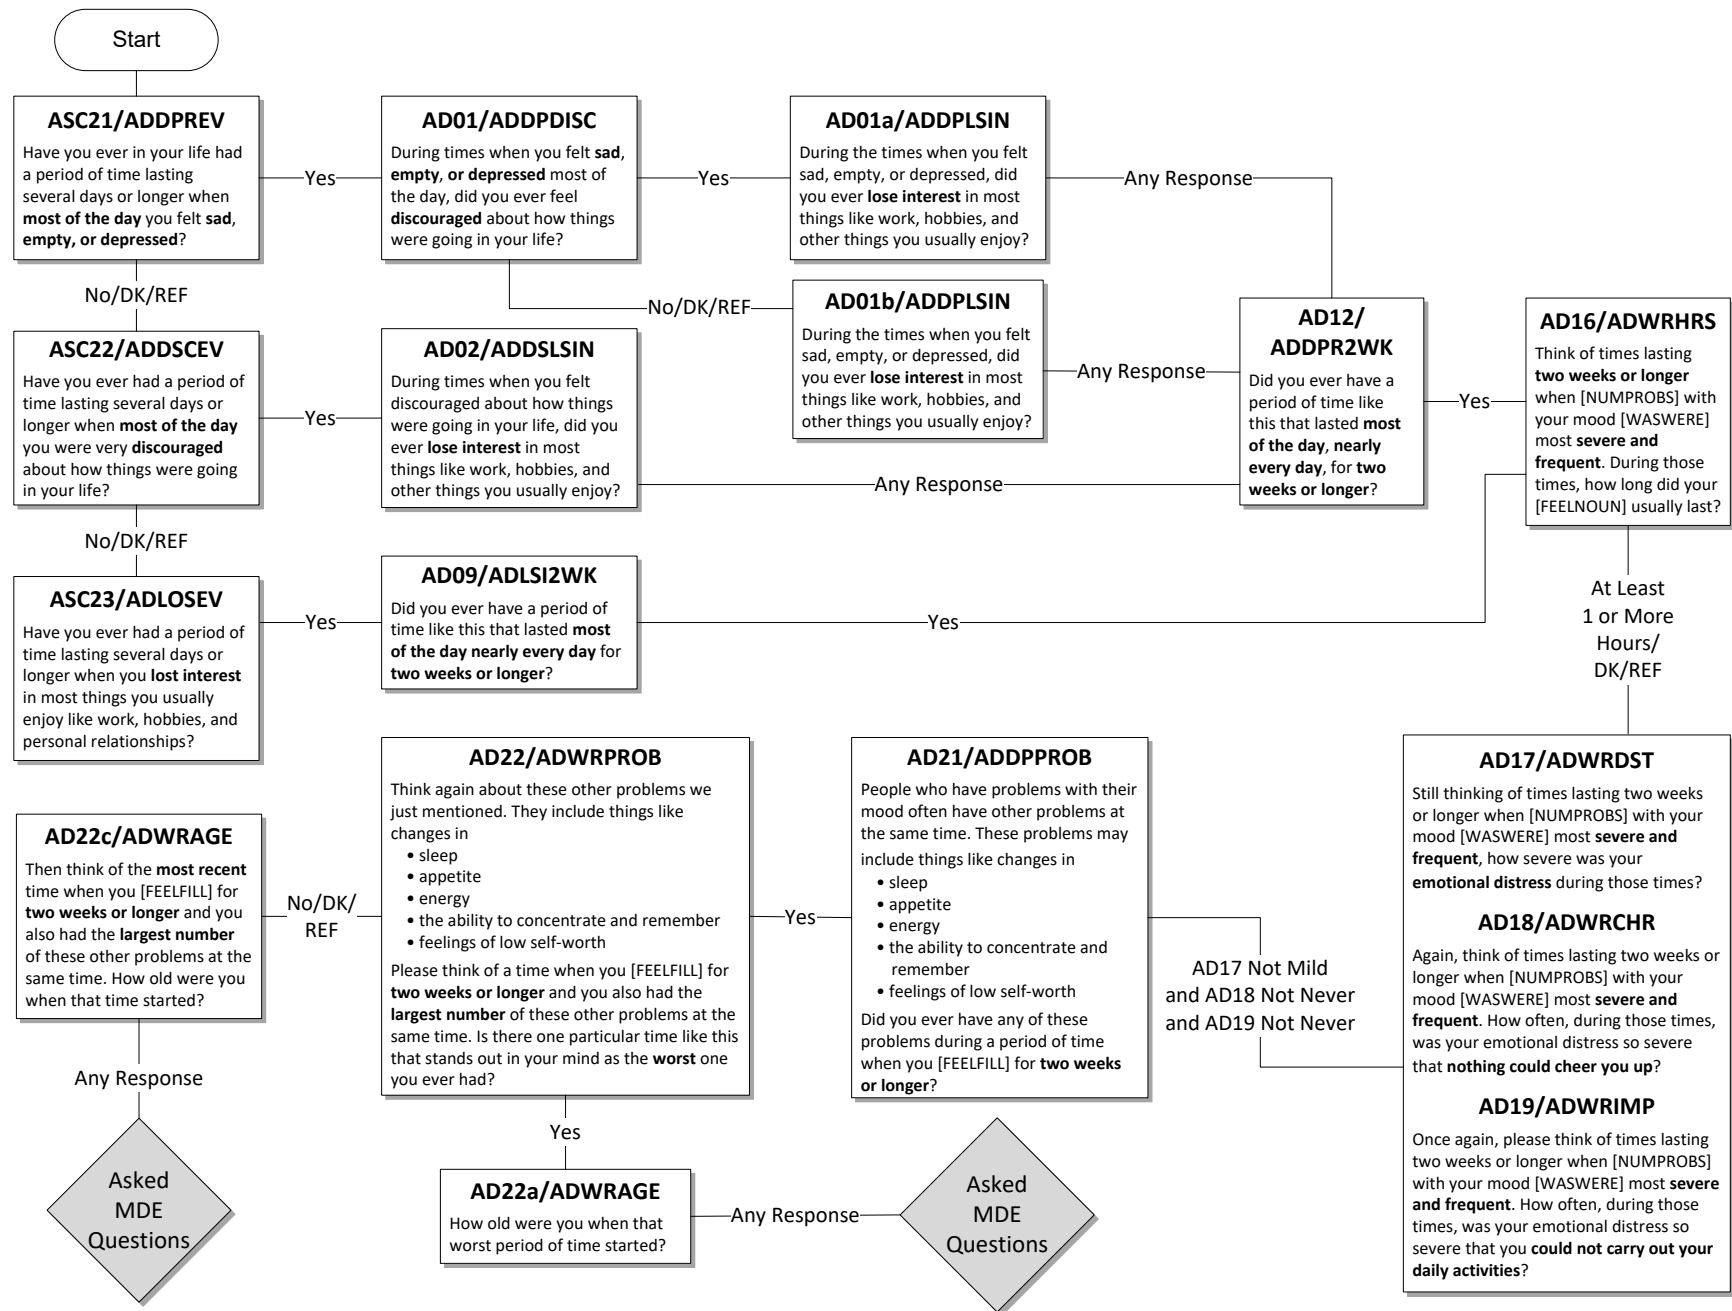 Start
ASC21/ADDPREV
Have you ever in your life had
a period of time lasting
several days or longer when
most of the day you felt sad,
empty, or depressed?
Yes
AD01/ADDPDISC
During times when you felt sad,
empty, or depressed most of
the day, did you ever feel
discouraged about how things
were going in your life?
Yes
AD01a/ADDPLSIN
During the times when you felt
sad, empty, or depressed, did
you ever lose interest in most
things like work, hobbies, and
other things you usually enjoy?
Any Response
No/DK/REF
No/DK/REF
AD01b/ADDPLSIN
During the times when you felt
sad, empty, or depressed, did
you ever lose interest in most
things like work, hobbies, and
other things you usually enjoy?
Any Response
ASC22/ADDSCEV
Have you ever had a period of
time lasting several days or
longer when most of the day
you were very discouraged
about how things were going
in your life?
Yes
AD02/ADDSLSIN
During times when you felt
discouraged about how things
were going in your life, did you
ever lose interest in most
things like work, hobbies, and
other things you usually enjoy?
Any Response
AD12/
ADDPR2WK
Did you ever have a
period of time like
this that lasted most
of the day, nearly
every day, for two
weeks or longer?
Yes
AD16/ADWRHRS
Think of times lasting
two weeks or longer
when [NUMPROBS] with
your mood [WASWERE]
most severe and
frequent. During those
times, how long did your
[FEELNOUN] usually last?
No/DK/REF
ASC23/ADLOSEV
Have you ever had a period of
time lasting several days or
longer when you lost interest
in most things you usually
enjoy like work, hobbies, and
personal relationships?
Yes
AD09/ADLSI2WK
Did you ever have a period of
time like this that lasted most
of the day nearly every day for
two weeks or longer?
Yes
At Least
1 or More
Hours/
DK/REF
AD17/ADWRDST
Still thinking of times lasting two weeks
or longer when [NUMPROBS] with your
mood [WASWERE] most severe and
frequent, how severe was your
emotional distress during those times?
AD18/ADWRCHR
Again, think of times lasting two weeks or
longer when [NUMPROBS] with your
mood [WASWERE] most severe and
frequent. How often, during those times,
was your emotional distress so severe
that nothing could cheer you up?
AD19/ADWRIMP
Once again, please think of times lasting
two weeks or longer when [NUMPROBS]
with your mood [WASWERE] most severe
and frequent. How often, during those
times, was your emotional distress so
severe that you could not carry out your
daily activities?
AD17 Not Mild
and AD18 Not Never
and AD19 Not Never
AD21/ADDPPROB
People who have problems with their
mood often have other problems at
the same time. These problems may
include things like changes in
• sleep
• appetite
• energy
• the ability to concentrate and
remember
• feelings of low self-worth
Did you ever have any of these
problems during a period of time
when you [FEELFILL] for two weeks
or longer?
Yes
AD22/ADWRPROB
Think again about these other problems we
just mentioned. They include things like
changes in
• sleep
• appetite
• energy
• the ability to concentrate and remember
• feelings of low self-worth
Please think of a time when you [FEELFILL] for
two weeks or longer and you also had the
largest number of these other problems at the
same time. Is there one particular time like this
that stands out in your mind as the worst one
you ever had?
No/DK/
REF
AD22c/ADWRAGE
Then think of the most recent
time when you [FEELFILL] for
two weeks or longer and you
also had the largest number
of these other problems at the
same time. How old were you
when that time started?
Any Response
Asked
MDE
Questions
Yes
AD22a/ADWRAGE
How old were you when that
worst period of time started?
Any Response
Asked
MDE
Questions